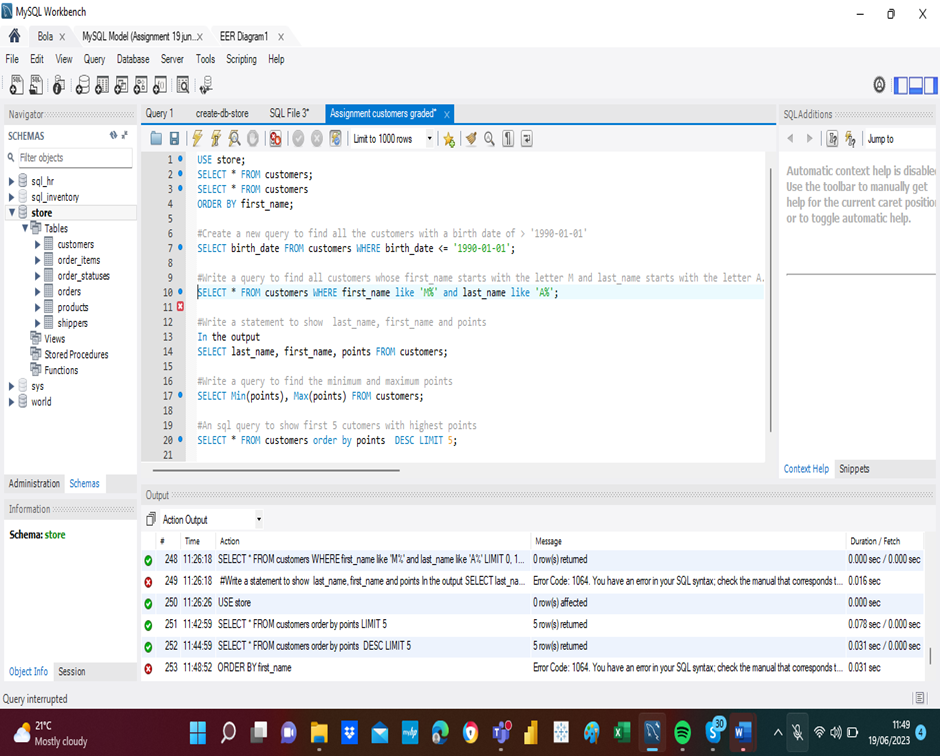 MySQL Workbench
Bola X MySQL Model (Assignment 19 jun...X EER Diagram1 X
File Edit View Query Database Server Tools Scripting Help
Navigator Query 1 create-db-store SQL File 3* Assignment customers graded* x SQLAdditions
SCHEMAS Limit to 1000 rows Jump to
Filter objects
sql_hr
sql_inventory
store
Tables
customers
order_items
order_statuses
orders
products
shippers
Views
Stored Procedures
Functions
sys
world
1 USE store;
2 SELECT * FROM customers;
3 SELECT * FROM customers
4 ORDER BY first_name;
5
6 #Create a new query to find all the customers with a birth date of > '1990-01-01'
7 SELECT birth_date FROM customers WHERE birth_date <= '1990-01-01';
8
9 #Write a query to find all customers whose first_name starts with the letter M and last_name starts with the letter A.
10 SELECT * FROM customers WHERE first_name like 'M%' and last_name like 'A%';
11
12 #Write a statement to show last_name, first_name and points
13 In the output
14 SELECT last_name, first_name, points FROM customers;
15
16 #Write a query to find the minimum and maximum points
17 SELECT Min(points), Max(points) FROM customers;
18
19 #An sql query to show first 5 cutomers with highest points
20 SELECT * FROM customers order by points DESC LIMIT 5;
21
Automatic context help is disabled
Use the toolbar to manually get
help for the current caret position
or to toggle automatic help.
Context Help Snippets
Administration Schemas
Information
Schema: store
Object Info Session
Output
Action Output
# Time Action Message Duration / Fetch
248 11:26:18 SELECT * FROM customers WHERE first_name like 'M%' and last_name like 'A%' LIMIT 0, 1... 0 row(s) returned 0.000 sec / 0.000 sec
249 11:26:18 #Write a statement to show last_name, first_name and points In the output SELECT last_na... Error Code: 1064. You have an error in your SQL syntax; check the manual that corresponds t... 0.016 sec
250 11:26:26 USE store 0 row(s) affected 0.000 sec
251 11:42:59 SELECT * FROM customers order by points LIMIT 5 5 row(s) returned 0.078 sec / 0.000 sec
252 11:44:59 SELECT * FROM customers order by points DESC LIMIT 5 5 row(s) returned 0.031 sec / 0.000 sec
253 11:48:52 ORDER BY first_name Error Code: 1064. You have an error in your SQL syntax; check the manual that corresponds t... 0.031 sec
Query interrupted
21°C
Mostly cloudy
30
11:49
19/06/2023
4